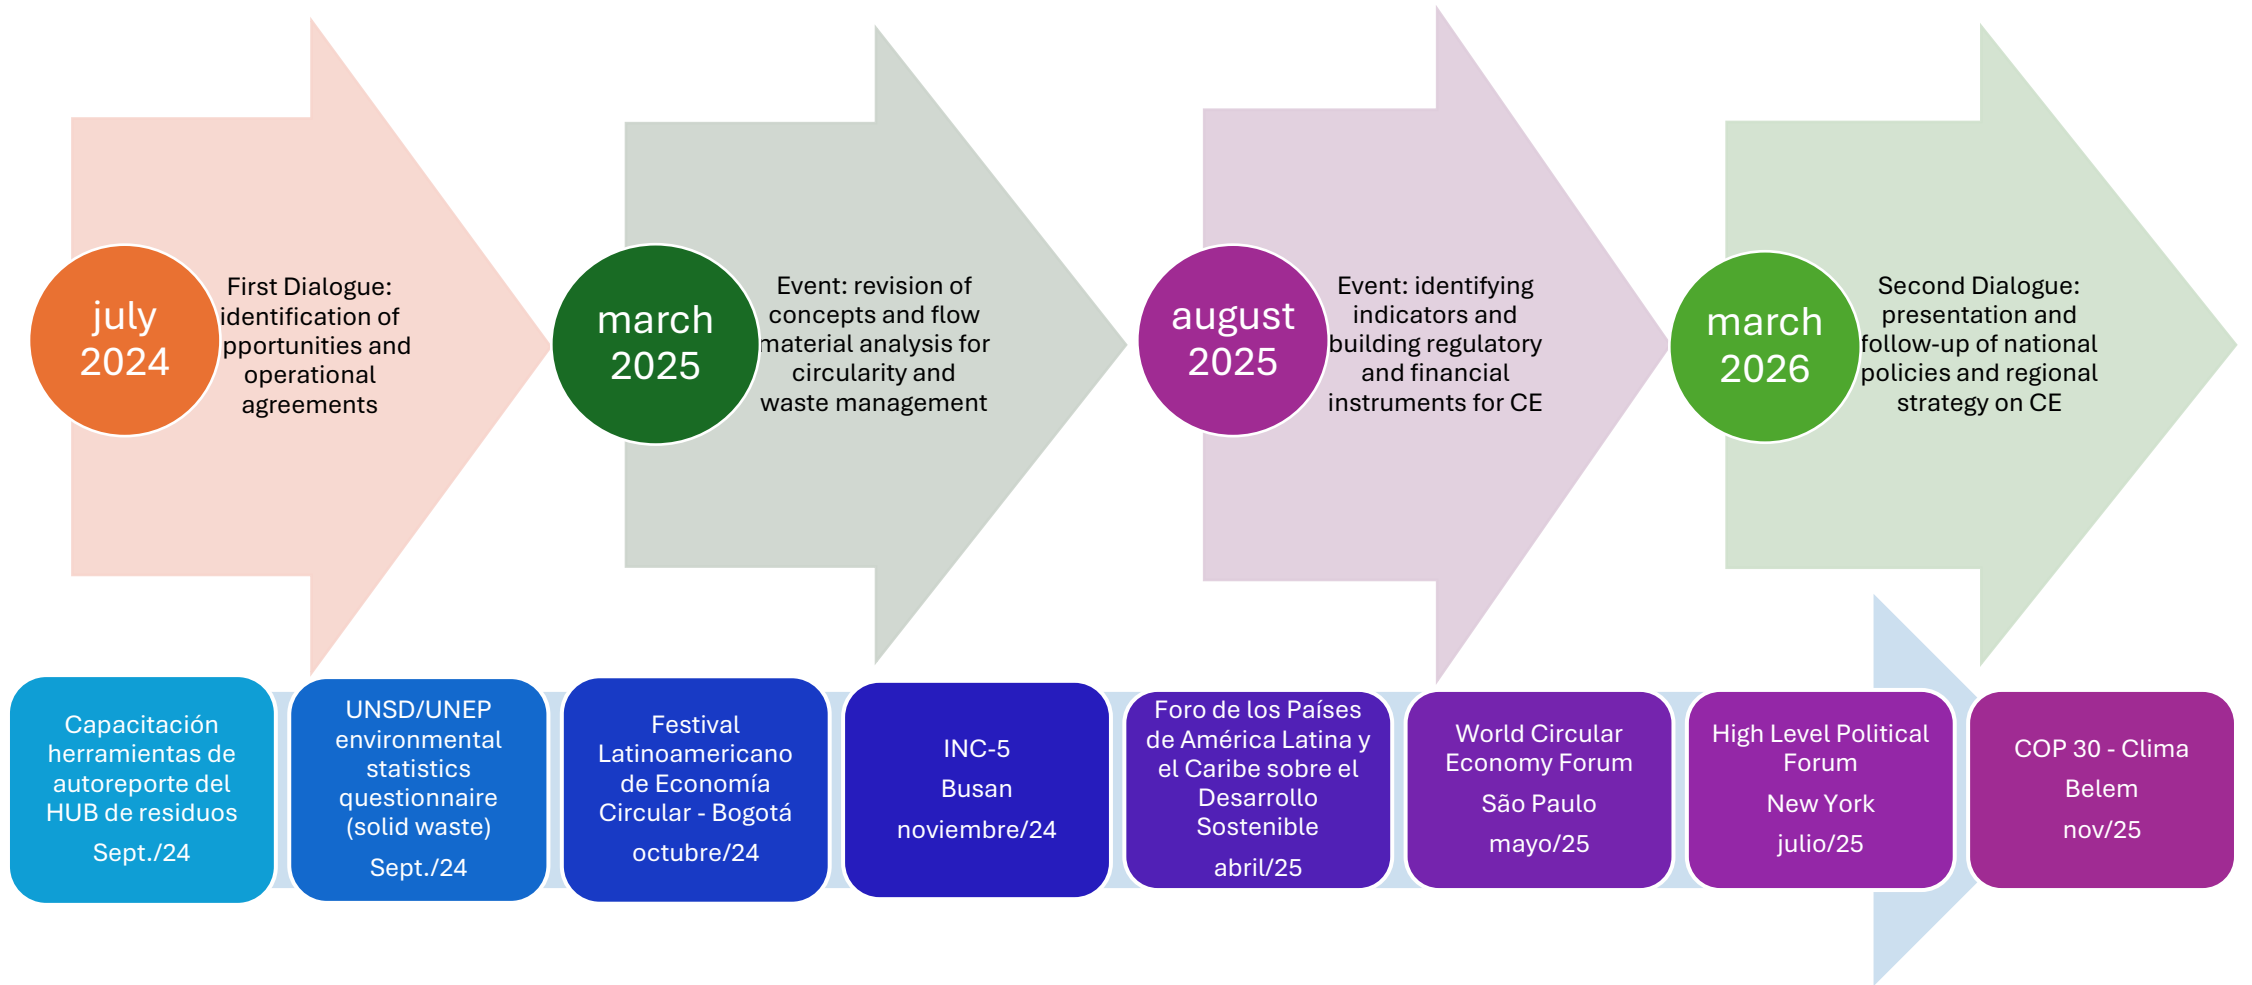 july
2024
First Dialogue:
identification of
pportunities and
operational
agreements
march
2025
Event: revision of
concepts and flow
material analysis for
circularity and
waste management
august
2025
Event: identifying
indicators and
building regulatory
and financial
instruments for CE
march
2026
Second Dialogue:
presentation and
follow-up of national
policies and regional
strategy on CE
Capacitación
herramientas de
autoreporte del
HUB de residuos
Sept./24
UNSD/UNEP
environmental
statistics
questionnaire
(solid waste)
Sept./24
Festival
Latinoamericano
de Economía
Circular - Bogotá
octubre/24
INC-5
Busan
noviembre/24
Foro de los Países
de América Latina y
el Caribe sobre el
Desarrollo
Sostenible
abril/25
World Circular
Economy Forum
São Paulo
mayo/25
High Level Political
Forum
New York
julio/25
COP 30 - Clima
Belem
nov/25